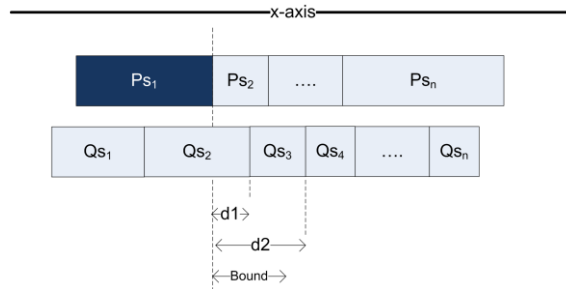 x-axis
Ps₁ Ps₂ .... Psₙ
Qs₁ Qs₂ Qs₃ Qs₄ .... Qsₙ
d1
d2
Bound